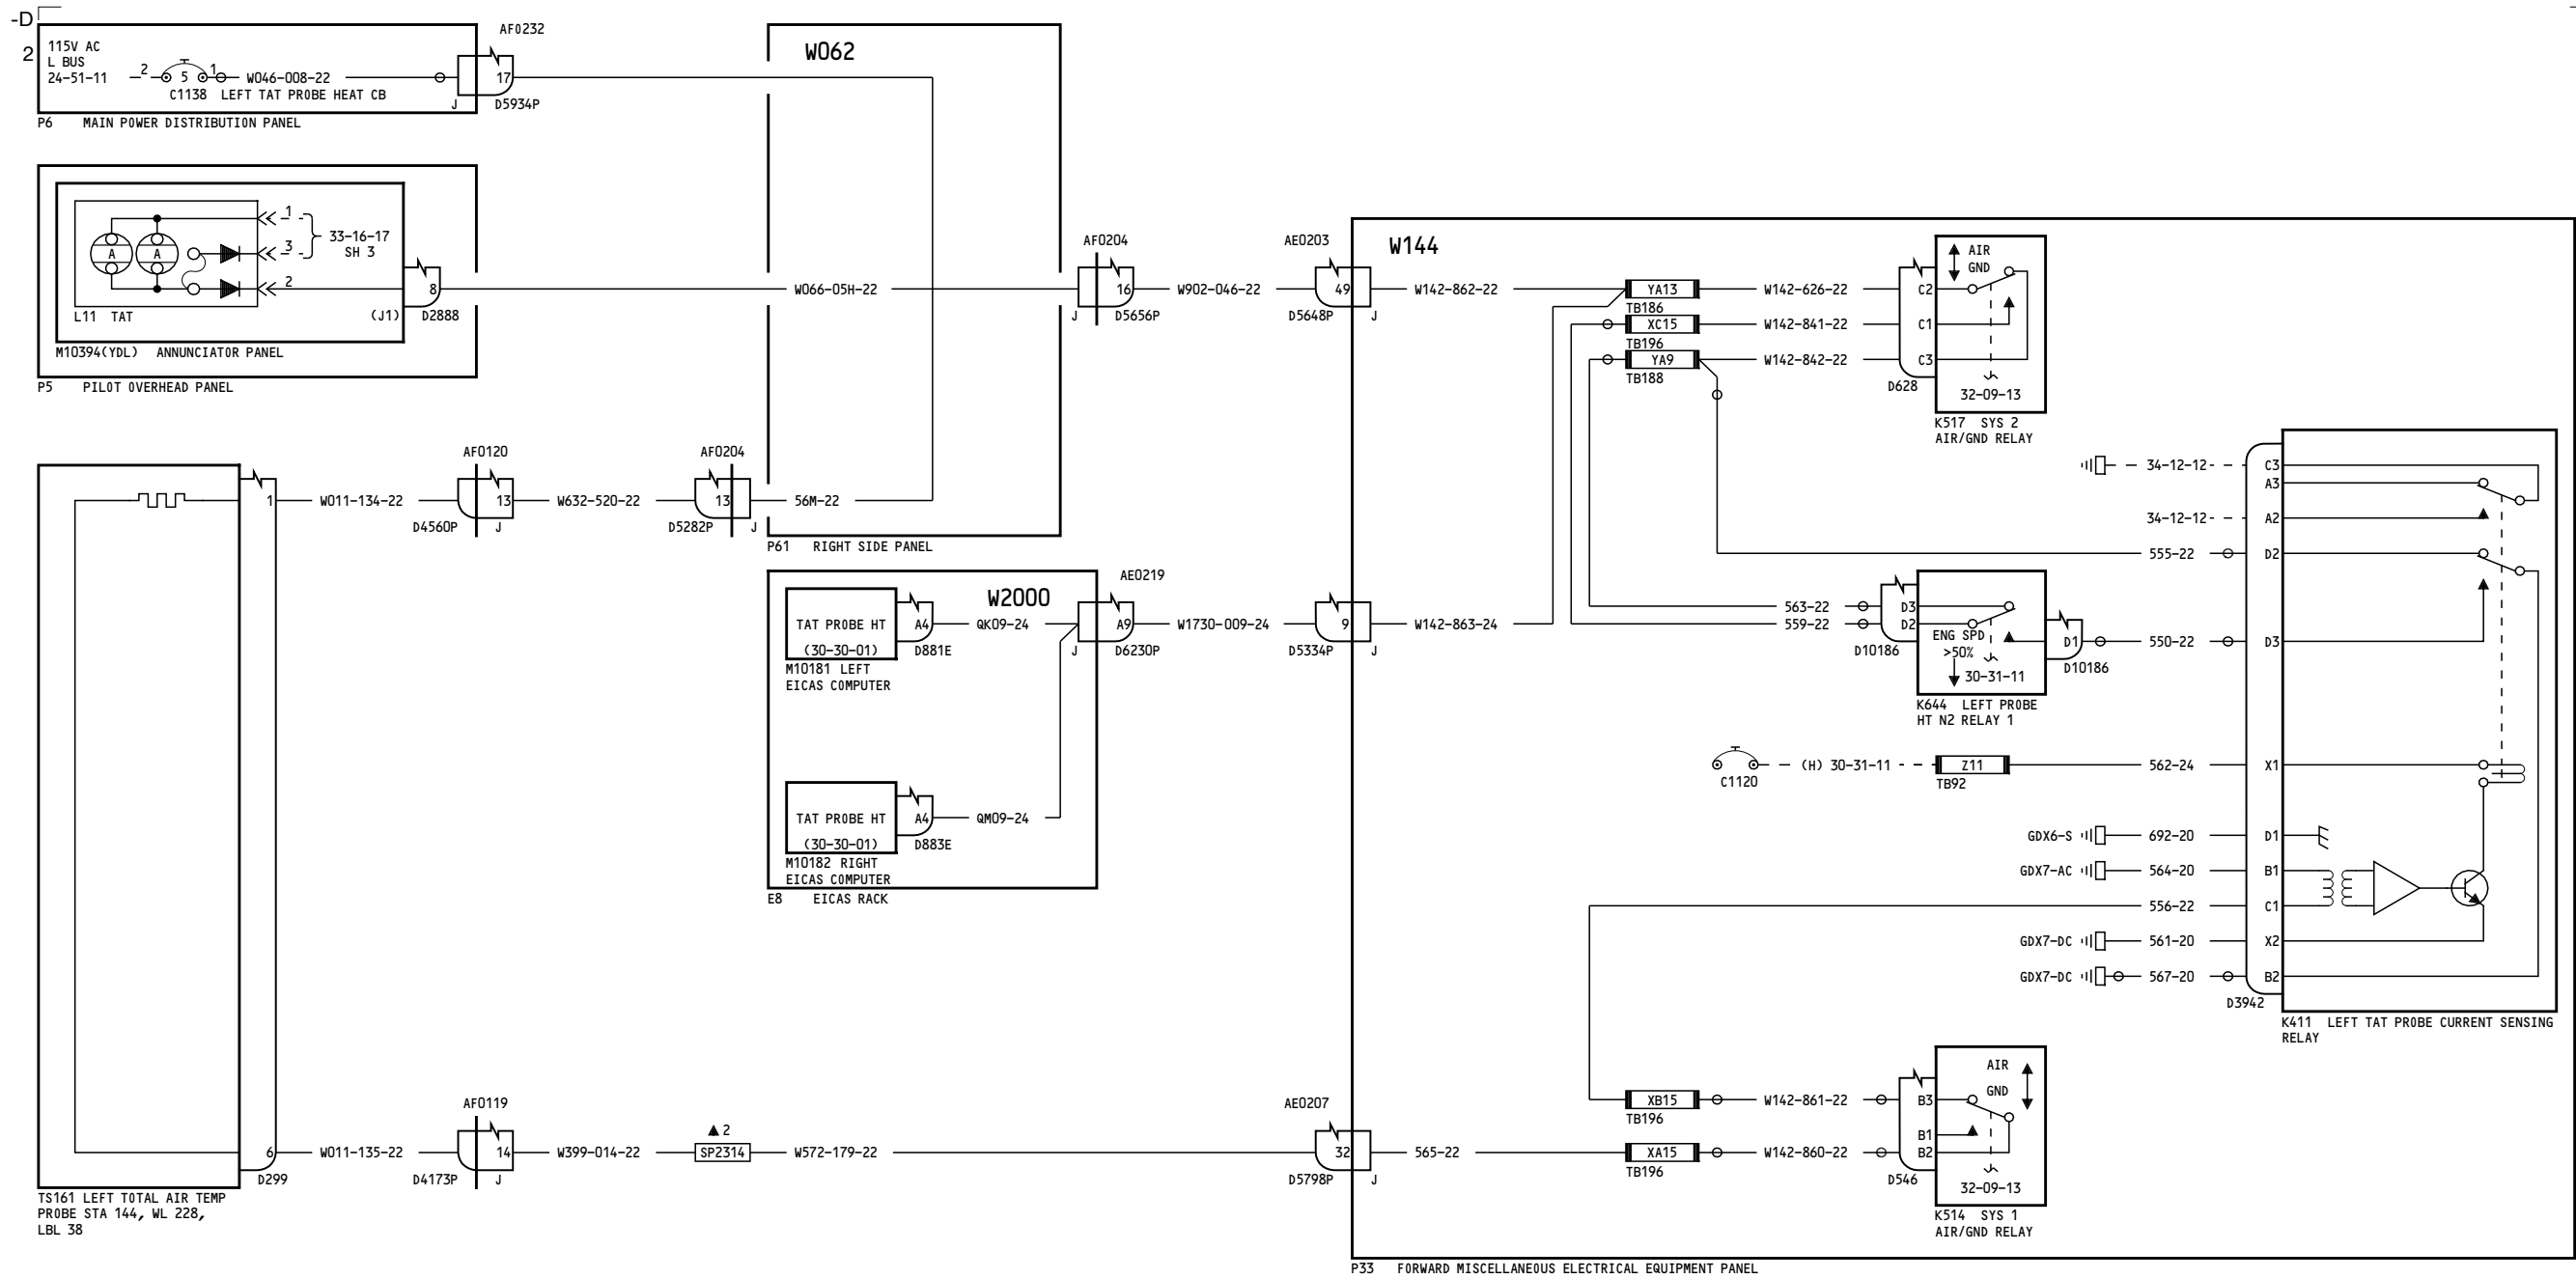 -D
2
115V AC
L BUS
24-51-11
2
5
1
W046-008-22
C1138 LEFT TAT PROBE HEAT CB
AF0232
17
J
D5934P
P6 MAIN POWER DISTRIBUTION PANEL
W062
A
A
1
3
2
33-16-17
SH 3
L11 TAT
(J1)
8
D2888
M10394(YDL) ANNUNCIATOR PANEL
P5 PILOT OVERHEAD PANEL
W066-05H-22
AF0204
16
J
D5656P
W902-046-22
AE0203
49
D5648P
J
W144
W142-862-22
YA13
TB186
W142-626-22
XC15
TB196
W142-841-22
YA9
TB188
W142-842-22
C2
C1
C3
D628
AIR
GND
32-09-13
K517 SYS 2
AIR/GND RELAY
1
W011-134-22
AF0120
13
D4560P
J
W632-520-22
AF0204
13
D5282P
J
56M-22
P61 RIGHT SIDE PANEL
34-12-12
C3
A3
34-12-12
A2
555-22
D2
W2000
TAT PROBE HT
(30-30-01)
A4
D881E
QK09-24
M10181 LEFT
EICAS COMPUTER
AE0219
A9
J
D6230P
W1730-009-24
9
D5334P
J
W142-863-24
563-22
559-22
D3
D2
D10186
ENG SPD
>50%
30-31-11
D1
D10186
550-22
D3
K644 LEFT PROBE
HT N2 RELAY 1
C1120
(H) 30-31-11
Z11
TB92
562-24
X1
TAT PROBE HT
(30-30-01)
A4
D883E
QM09-24
M10182 RIGHT
EICAS COMPUTER
E8 EICAS RACK
GDX6-S
692-20
D1
GDX7-AC
564-20
B1
556-22
C1
GDX7-DC
561-20
X2
GDX7-DC
567-20
B2
D3942
K411 LEFT TAT PROBE CURRENT SENSING
RELAY
6
D299
W011-135-22
AF0119
14
D4173P
J
W399-014-22
2
SP2314
W572-179-22
AE0207
32
D5798P
J
565-22
XB15
TB196
W142-861-22
XA15
TB196
W142-860-22
B3
B1
B2
D546
AIR
GND
32-09-13
K514 SYS 1
AIR/GND RELAY
TS161 LEFT TOTAL AIR TEMP
PROBE STA 144, WL 228,
LBL 38
P33 FORWARD MISCELLANEOUS ELECTRICAL EQUIPMENT PANEL